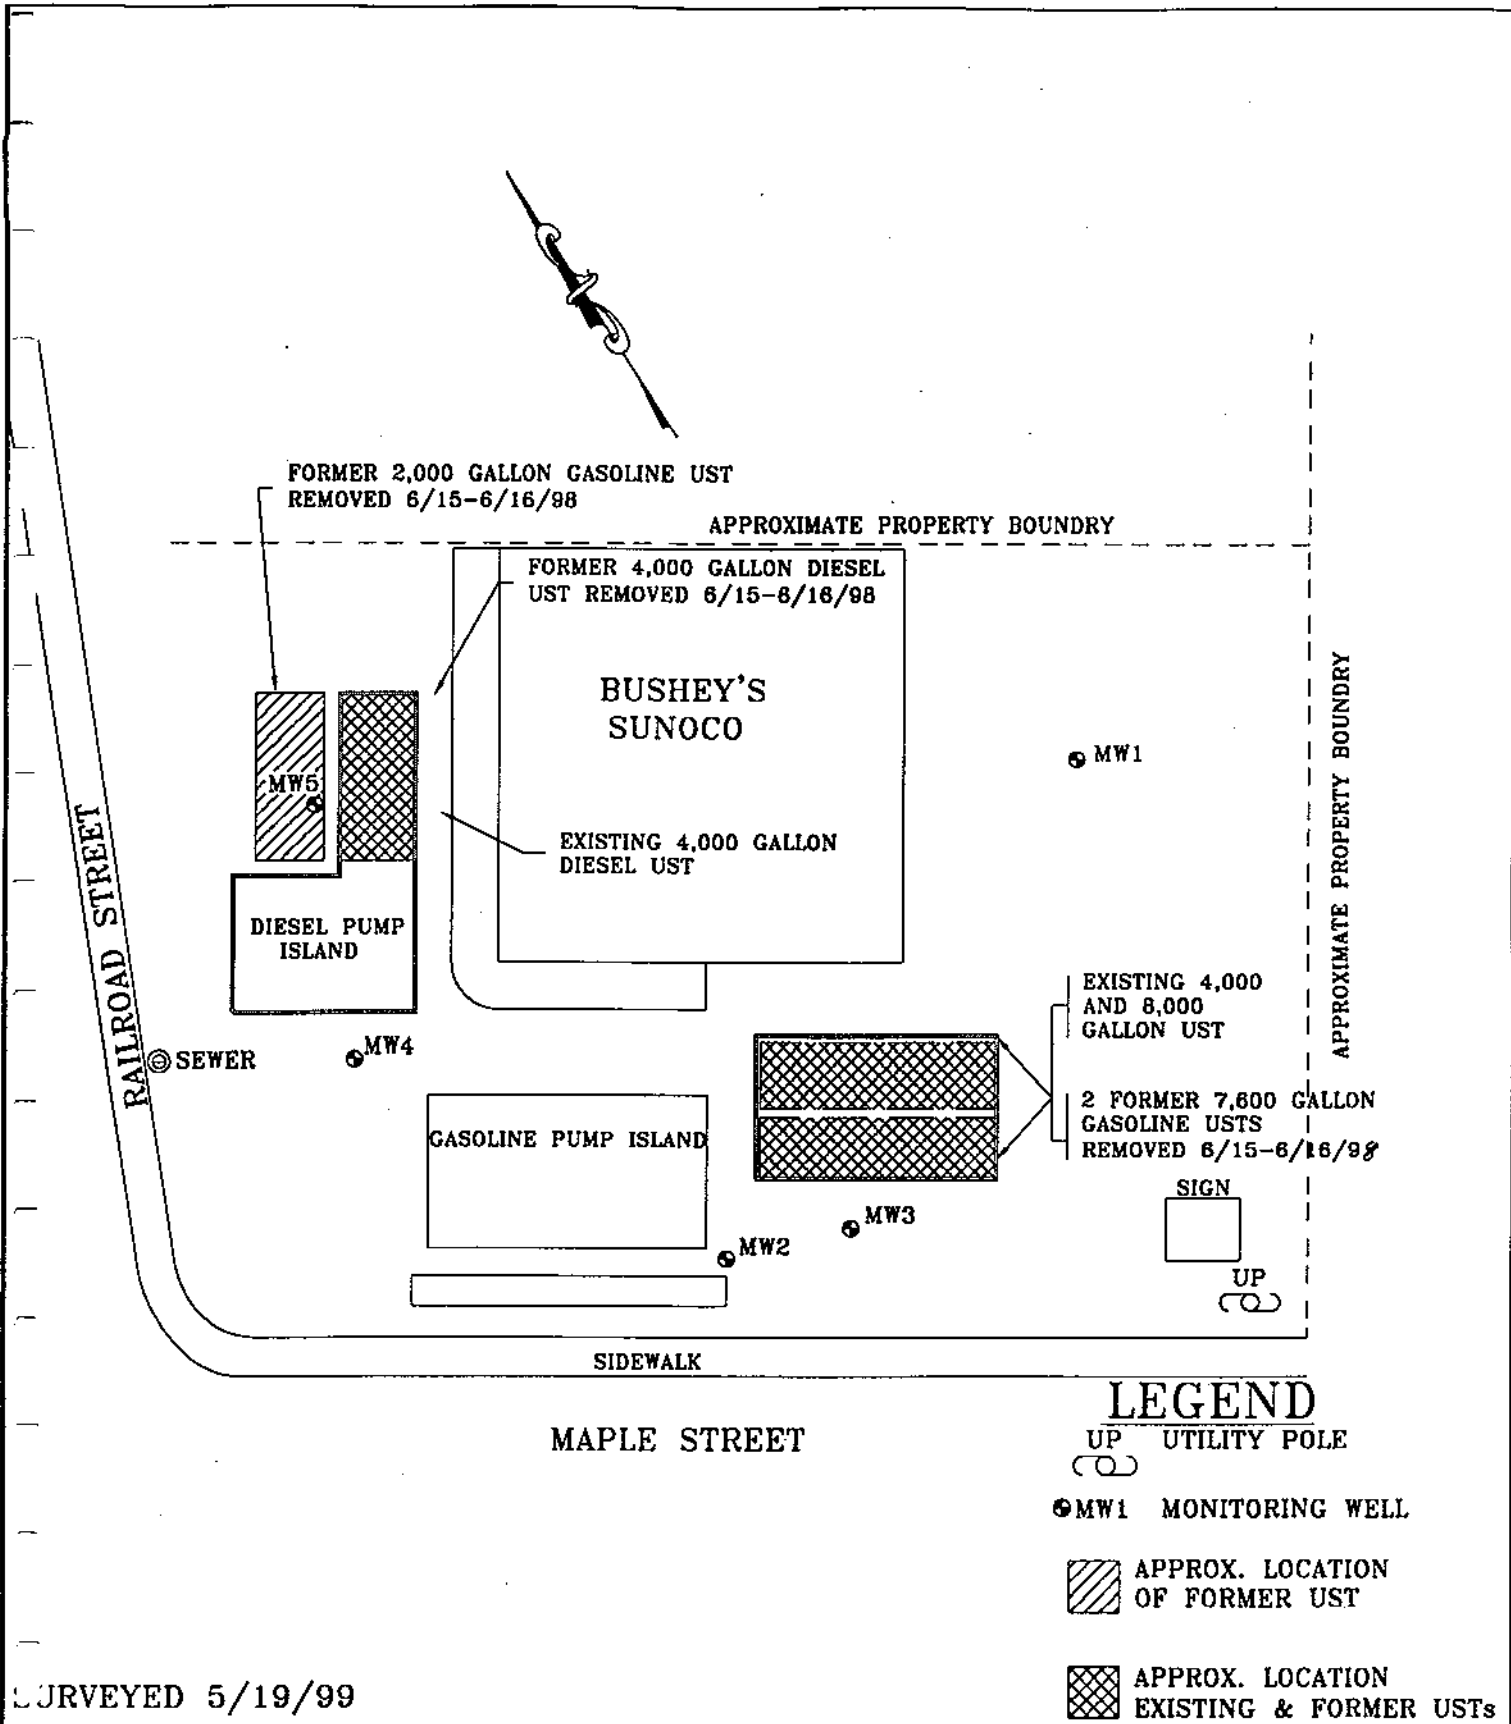 FORMER 2,000 GALLON GASOLINE UST
REMOVED 6/15-6/16/98
APPROXIMATE PROPERTY BOUNDRY
FORMER 4,000 GALLON DIESEL
UST REMOVED 6/15-6/16/98
BUSHEY'S
SUNOCO
APPROXIMATE PROPERTY BOUNDRY
MW1
MW5
EXISTING 4,000 GALLON
DIESEL UST
RAILROAD STREET
DIESEL PUMP
ISLAND
EXISTING 4,000
AND 8,000
GALLON UST
SEWER
MW4
2 FORMER 7,600 GALLON
GASOLINE USTS
REMOVED 6/15-6/16/98
GASOLINE PUMP ISLAND
SIGN
MW3
MW2
UP
SIDEWALK
MAPLE STREET
LEGEND
UP UTILITY POLE
MW1 MONITORING WELL
APPROX. LOCATION
OF FORMER UST
APPROX. LOCATION
EXISTING & FORMER USTs
SURVEYED 5/19/99